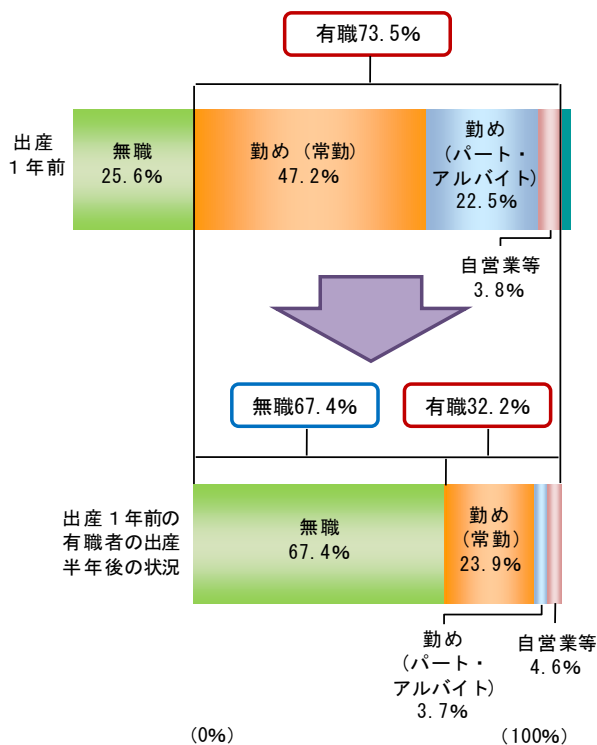 有職73.5%
出産
１年前
無職
25.6%
勤め（常勤）
47.2%
勤め
（パート・
アルバイト）
22.5%
自営業等
3.8%
無職67.4%
有職32.2%
出産１年前の
有職者の出産
半年後の状況
無職
67.4%
勤め
（常勤）
23.9%
勤め
（パート・
アルバイト）
3.7%
自営業等
4.6%
（0%）
（100%）